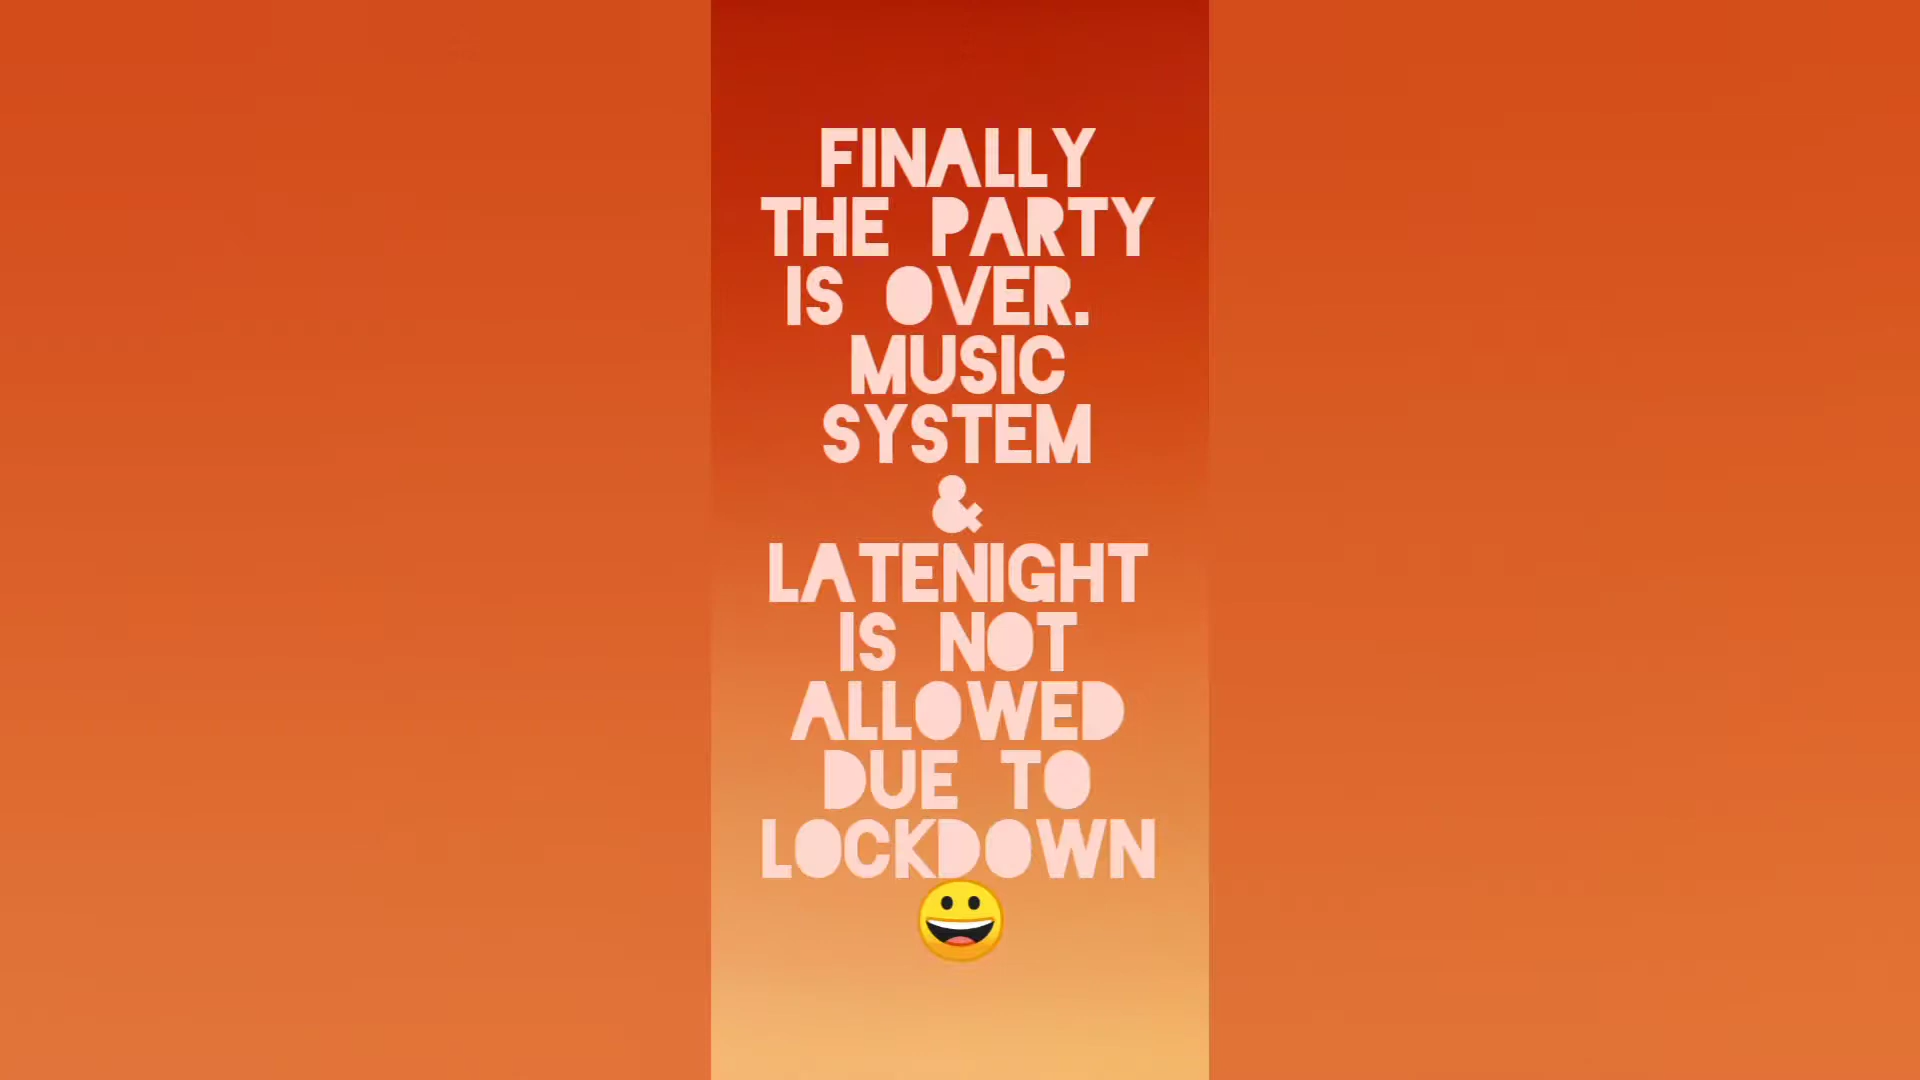 FINALLY
THE PARTY
IS OVER.
MUSIC
SYSTEM
&
LATENIGHT
IS NOT
ALLOWED
DUE TO
LOCKDOWN
😀